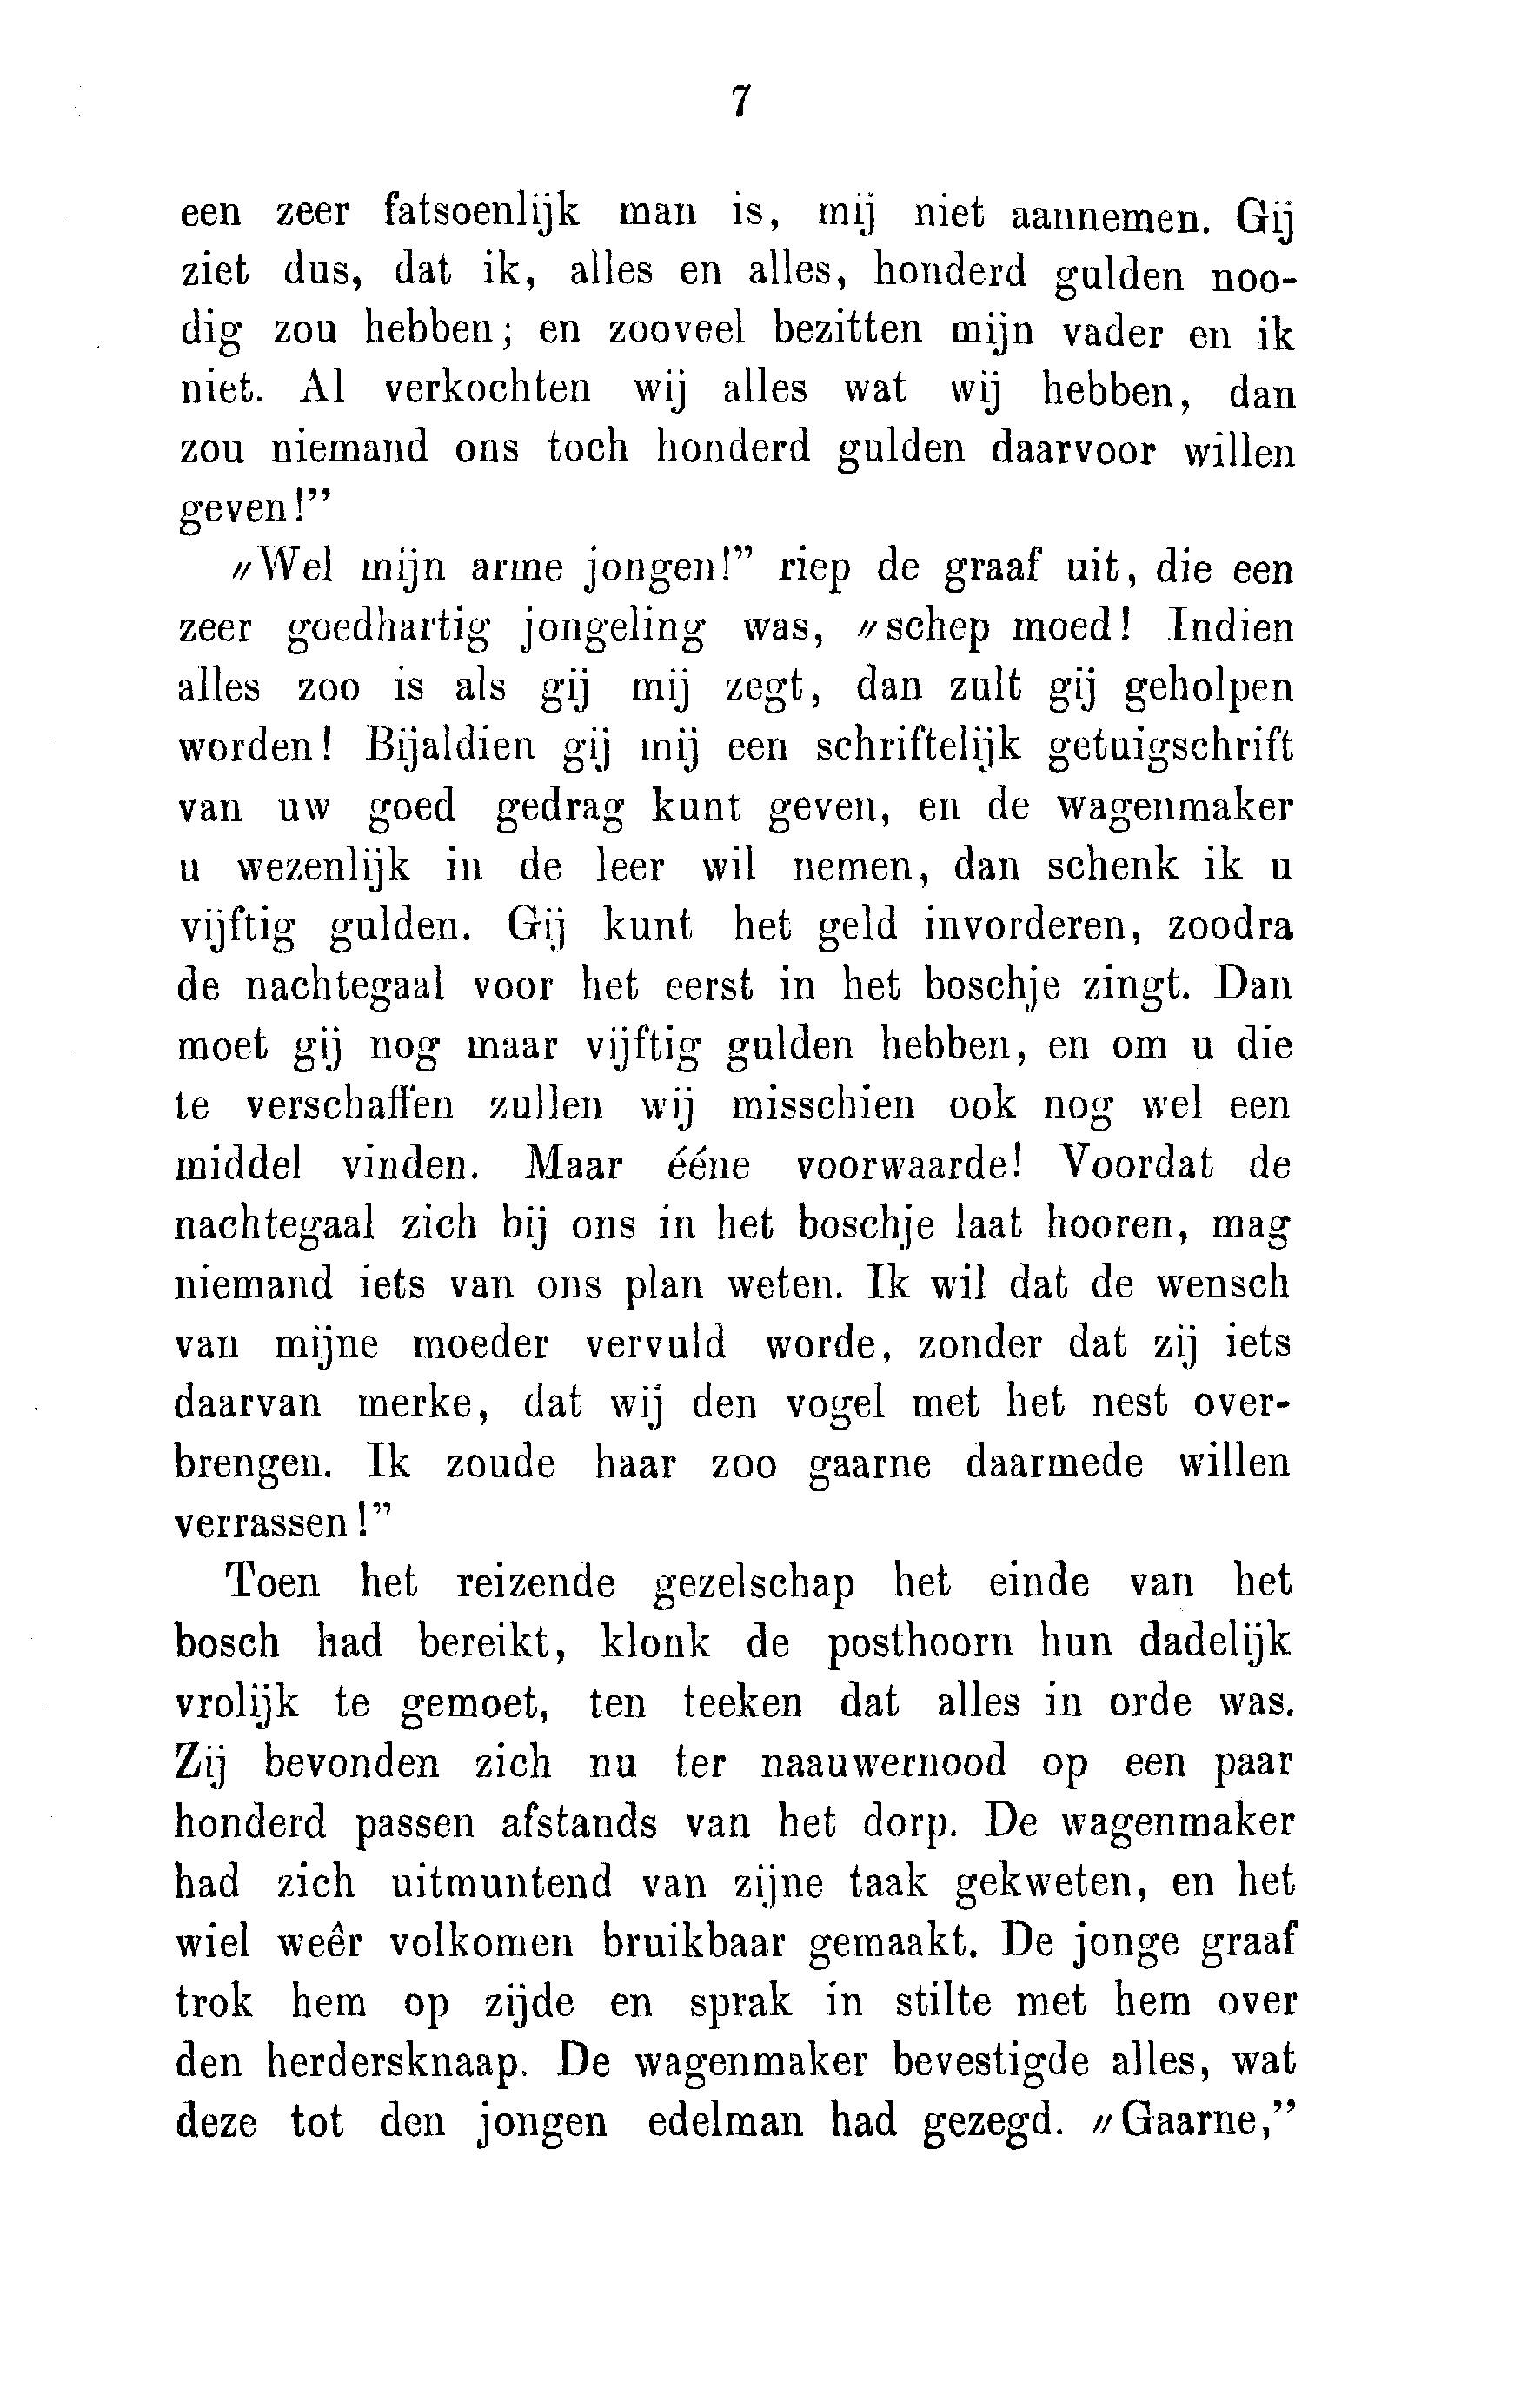 7
een zeer fatsoenlijk man is, mij niet aannemen. Gij
ziet dus, dat ik, alles en alles, honderd gulden noo-
dig zou hebben; en zooveel bezitten mijn vader en ik
niet. Al verkochten wij alles wat wij hebben, dan
zou niemand ons toch honderd gulden daarvoor willen
geven!”
〃Wel mijn arme jongen!” riep de graaf uit, die een
zeer goedhartig jongeling was, 〃schep moed! Indien
alles zoo is als gij mij zegt, dan zult gij geholpen
worden! Bijaldien gij mij een schriftelijk getuigschrift
van uw goed gedrag kunt geven, en de wagenmaker
u wezenlijk in de leer wil nemen, dan schenk ik u
vijftig gulden. Gij kunt het geld invorderen, zoodra
de nachtegaal voor het eerst in het boschje zingt. Dan
moet gij nog maar vijftig gulden hebben, en om u die
te verschaffen zullen wij misschien ook nog wel een
middel vinden. Maar ééne voorwaarde! Voordat de
nachtegaal zich bij ons in het boschje laat hooren, mag
niemand iets van ons plan weten. Ik wil dat de wensch
van mijne moeder vervuld worde, zonder dat zij iets
daarvan merke, dat wij den vogel met het nest over-
brengen. Ik zoude haar zoo gaarne daarmede willen
verrassen!”
Toen het reizende gezelschap het einde van het
bosch had bereikt, klonk de posthoorn hun dadelijk
vrolijk te gemoet, ten teeken dat alles in orde was.
Zij bevonden zich nu ter naauwernood op een paar
honderd passen afstands van het dorp. De wagenmaker
had zich uitmuntend van zijne taak gekweten, en het
wiel weêr volkomen bruikbaar gemaakt. De jonge graaf
trok hem op zijde en sprak in stilte met hem over
den herdersknaap. De wagenmaker bevestigde alles, wat
deze tot den jongen edelman had gezegd. 〃Gaarne,”